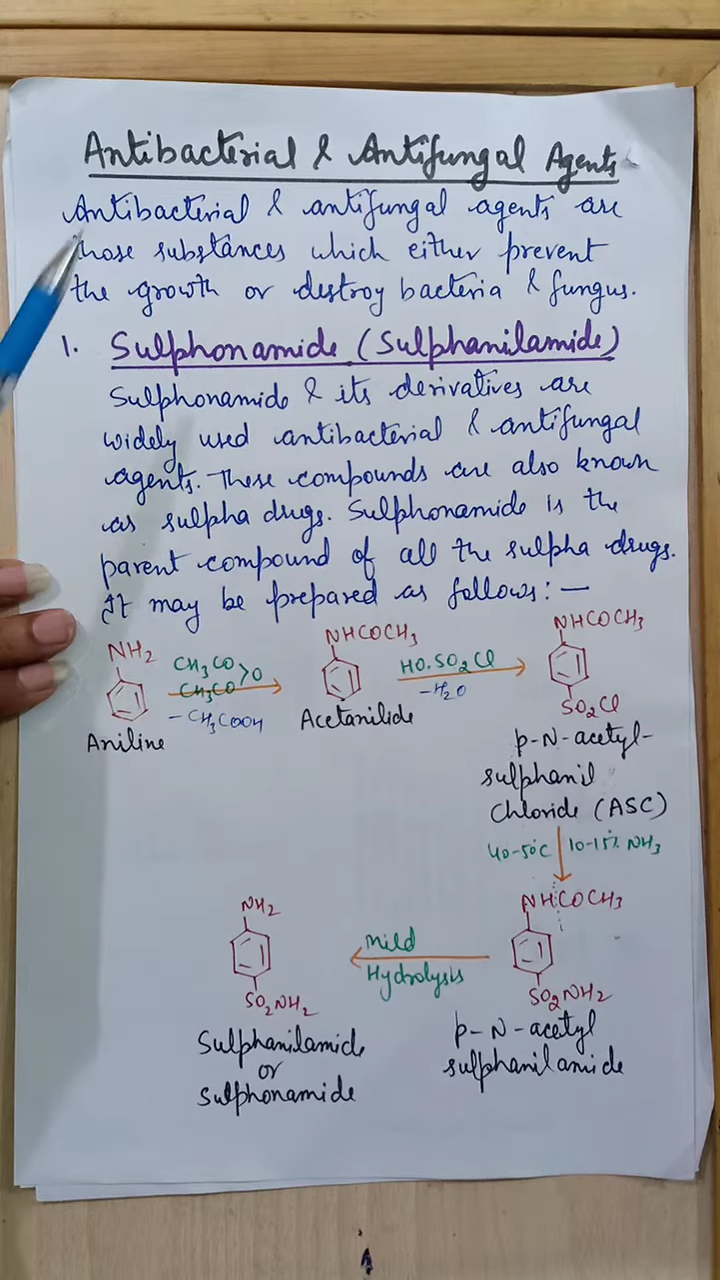 Antibacterial & Antifungal Agents
Antibacterial & antifungal agents are
those substances which either prevent
the growth or destroy bacteria & fungus.
1. Sulphonamide (Sulphanilamide)
Sulphonamide & its derivatives are
widely used antibacterial & antifungal
agents. These compounds are also known
as sulpha drugs. Sulphonamide is the
parent compound of all the sulpha drugs.
It may be prepared as follows: —
NH2
CH3CO
CH3CO >O
- CH3COOH
Aniline
NHCOCH3
Acetanilide
HO.SO2Cl
-H2O
NHCOCH3
SO2Cl
p-N-acetyl-
sulphanil
Chloride (ASC)
40-50°C 10-15% NH3
NHCOCH3
SO2NH2
p-N-acetyl
sulphanilamide
Mild
Hydrolysis
NH2
SO2NH2
Sulphanilamide
or
Sulphonamide